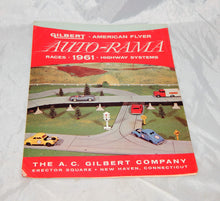 GILBERT · AMERICAN FLYER
AUTO-RAMA
RACES · 1961 · HIGHWAY SYSTEMS
THE A. C. GILBERT COMPANY
ERECTOR SQUARE • NEW HAVEN, CONNECTICUT